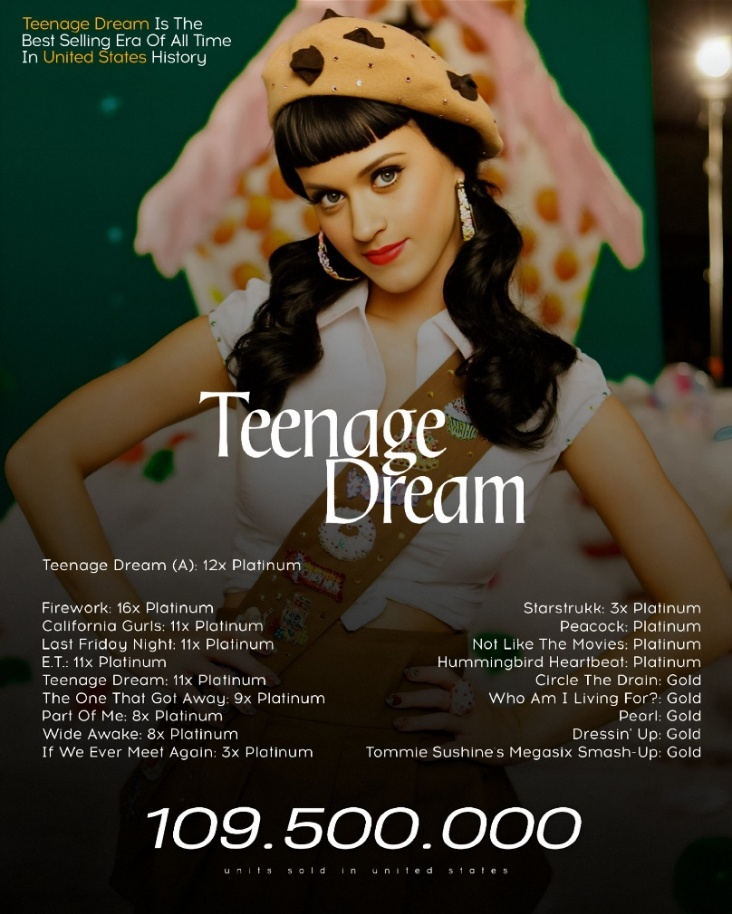 Teenage Dream Is The
Best Selling Era Of All Time
In United States History
Teenage
Dream
Teenage Dream (A): 12x Platinum
Firework: 16x Platinum
California Gurls: 11x Platinum
Last Friday Night: 11x Platinum
E.T.: 11x Platinum
Teenage Dream: 11x Platinum
The One That Got Away: 9x Platinum
Part Of Me: 8x Platinum
Wide Awake: 8x Platinum
If We Ever Meet Again: 3x Platinum
Starstrukk: 3x Platinum
Peacock: Platinum
Not Like The Movies: Platinum
Hummingbird Heartbeat: Platinum
Circle The Drain: Gold
Who Am I Living For?: Gold
Pearl: Gold
Dressin' Up: Gold
Tommie Sushine's Megasix Smash-Up: Gold
109.500.000
units sold in united states